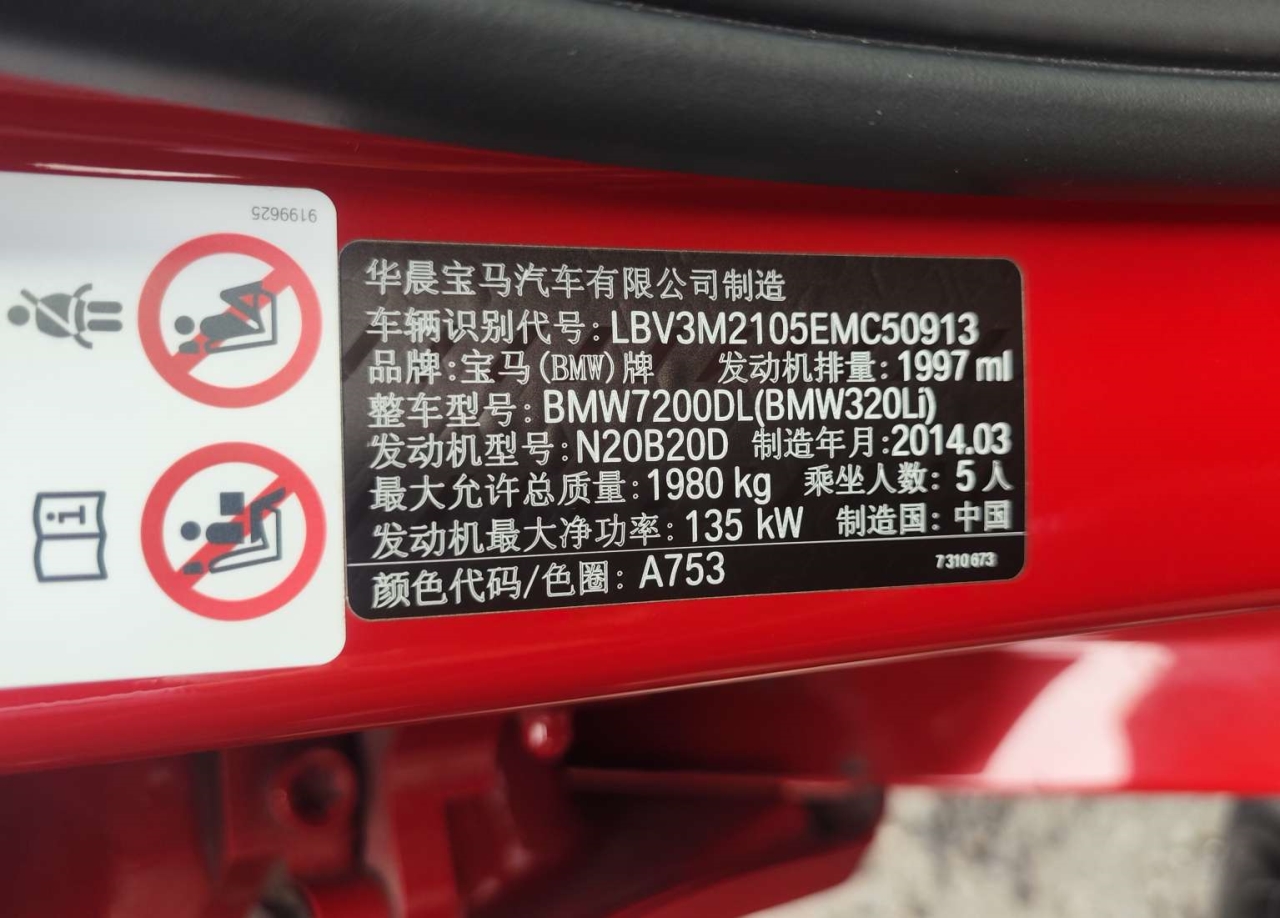 9199625
华晨宝马汽车有限公司制造
车辆识别代号: LBV3M2105EMC50913
品牌:宝马(BMW)牌 发动机排量: 1997 ml
整车型号: BMW7200DL(BMW320Li)
发动机型号: N20B20D 制造年月:2014.03
最大允许总质量: 1980 kg 乘坐人数: 5人
发动机最大净功率: 135 kW 制造国: 中国
颜色代码/色圈: A753 7310673